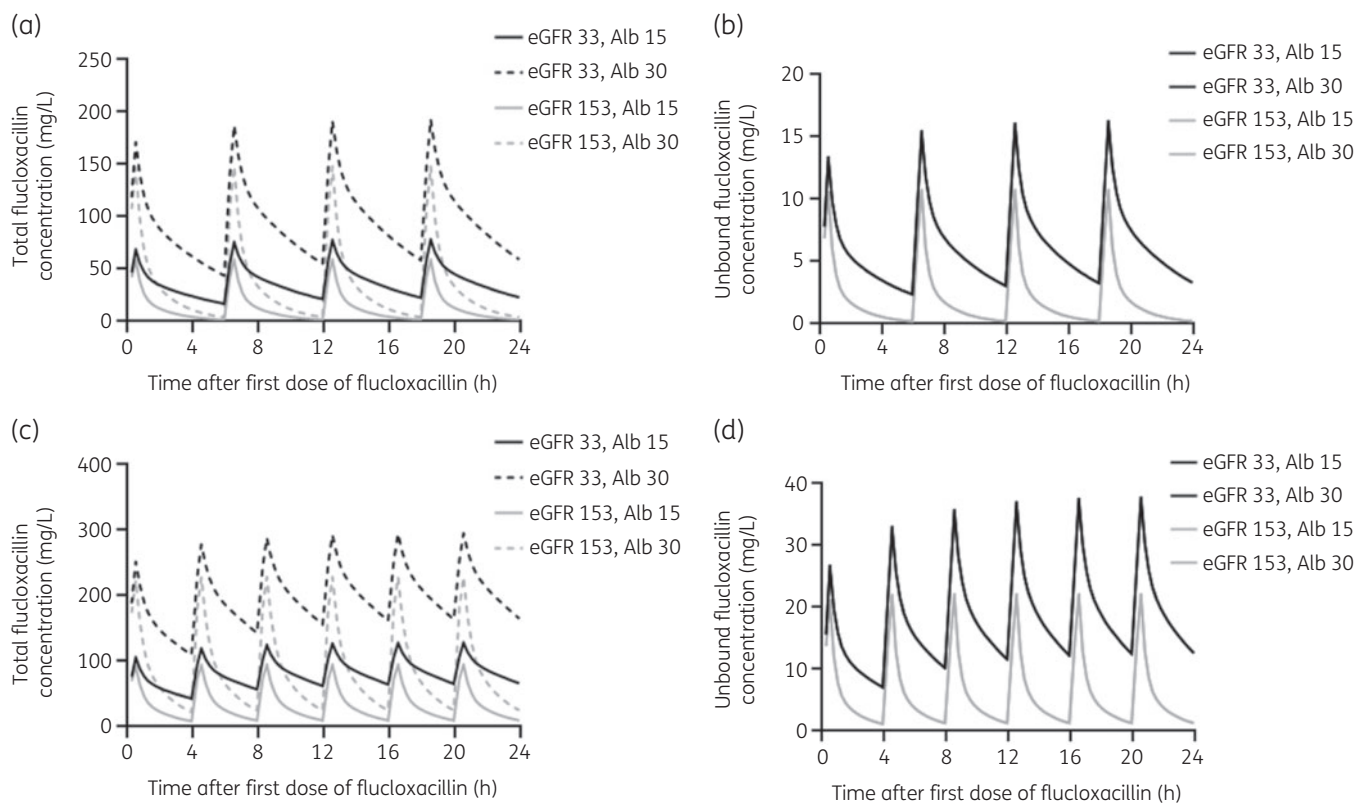 (a)
eGFR 33, Alb 15
eGFR 33, Alb 30
eGFR 153, Alb 15
eGFR 153, Alb 30
Total flucloxacillin
concentration (mg/L)
250
200
150
100
50
0
0 4 8 12 16 20 24
Time after first dose of flucloxacillin (h)
(b)
eGFR 33, Alb 15
eGFR 33, Alb 30
eGFR 153, Alb 15
eGFR 153, Alb 30
Unbound flucloxacillin
concentration (mg/L)
20
15
10
5
0
0 4 8 12 16 20 24
Time after first dose of flucloxacillin (h)
(c)
eGFR 33, Alb 15
eGFR 33, Alb 30
eGFR 153, Alb 15
eGFR 153, Alb 30
Total flucloxacillin
concentration (mg/L)
400
300
200
100
0
0 4 8 12 16 20 24
Time after first dose of flucloxacillin (h)
(d)
eGFR 33, Alb 15
eGFR 33, Alb 30
eGFR 153, Alb 15
eGFR 153, Alb 30
Unbound flucloxacillin
concentration (mg/L)
40
30
20
10
0
0 4 8 12 16 20 24
Time after first dose of flucloxacillin (h)